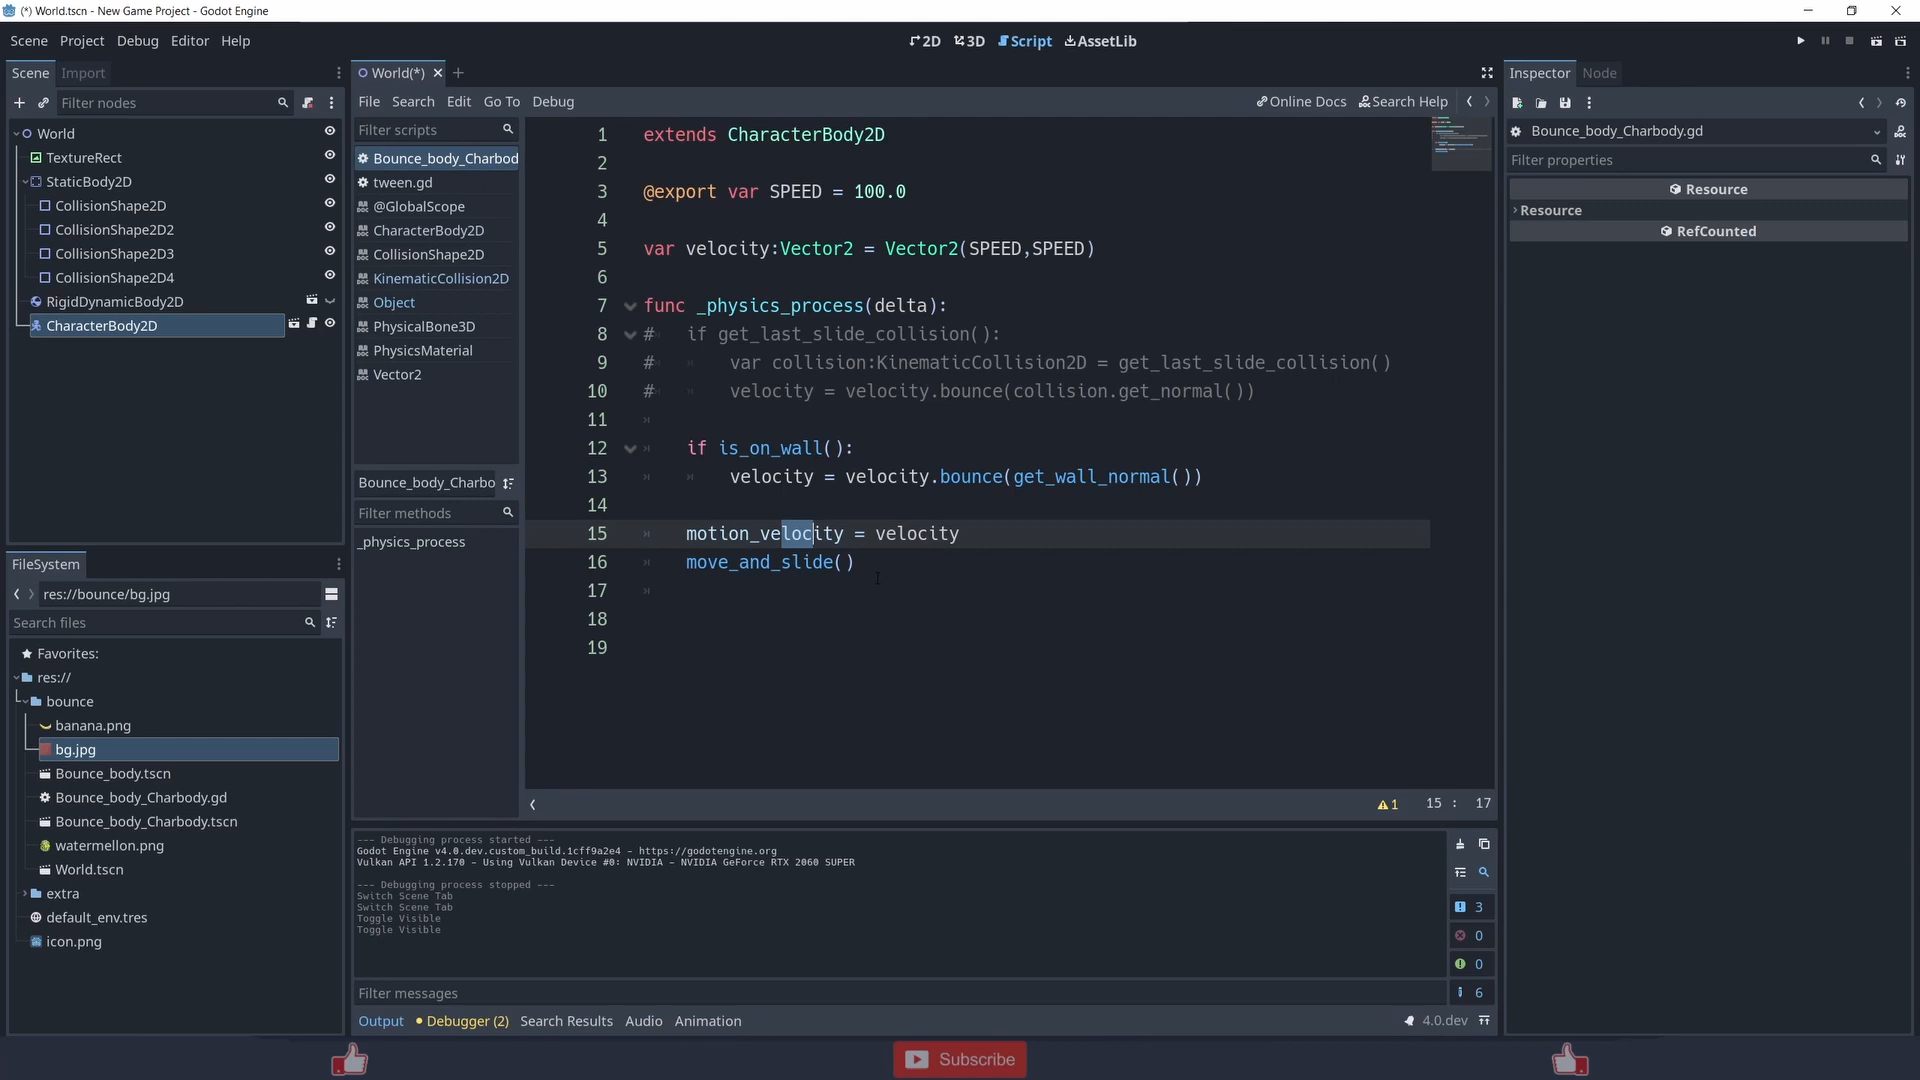 (*) World.tscn - New Game Project - Godot Engine
Scene Project Debug Editor Help
2D 3D Script AssetLib
Scene Import
Filter nodes
World
TextureRect
StaticBody2D
CollisionShape2D
CollisionShape2D2
CollisionShape2D3
CollisionShape2D4
RigidDynamicBody2D
CharacterBody2D
FileSystem
res://bounce/bg.jpg
Search files
Favorites:
res://
bounce
banana.png
bg.jpg
Bounce_body.tscn
Bounce_body_Charbody.gd
Bounce_body_Charbody.tscn
watermellon.png
World.tscn
extra
default_env.tres
icon.png
World(*)
File Search Edit Go To Debug
Online Docs Search Help
Filter scripts
Bounce_body_Charbod
tween.gd
@GlobalScope
CharacterBody2D
CollisionShape2D
KinematicCollision2D
Object
PhysicalBone3D
PhysicsMaterial
Vector2
Bounce_body_Charbo
Filter methods
_physics_process
1 extends CharacterBody2D
2
3 @export var SPEED = 100.0
4
5 var velocity:Vector2 = Vector2(SPEED,SPEED)
6
7 func _physics_process(delta):
8 # if get_last_slide_collision():
9 # var collision:KinematicCollision2D = get_last_slide_collision()
10 # velocity = velocity.bounce(collision.get_normal())
11
12 if is_on_wall():
13 velocity = velocity.bounce(get_wall_normal())
14
15 motion_velocity = velocity
16 move_and_slide()
17
18
19
1 15 : 17
--- Debugging process started ---
Godot Engine v4.0.dev.custom_build.1cff9a2e4 - https://godotengine.org
Vulkan API 1.2.170 - Using Vulkan Device #0: NVIDIA - NVIDIA GeForce RTX 2060 SUPER
--- Debugging process stopped ---
Switch Scene Tab
Switch Scene Tab
Toggle Visible
Toggle Visible
3
0
0
6
Filter messages
Output Debugger (2) Search Results Audio Animation
4.0.dev
Inspector Node
Bounce_body_Charbody.gd
Filter properties
Resource
Resource
RefCounted
Subscribe